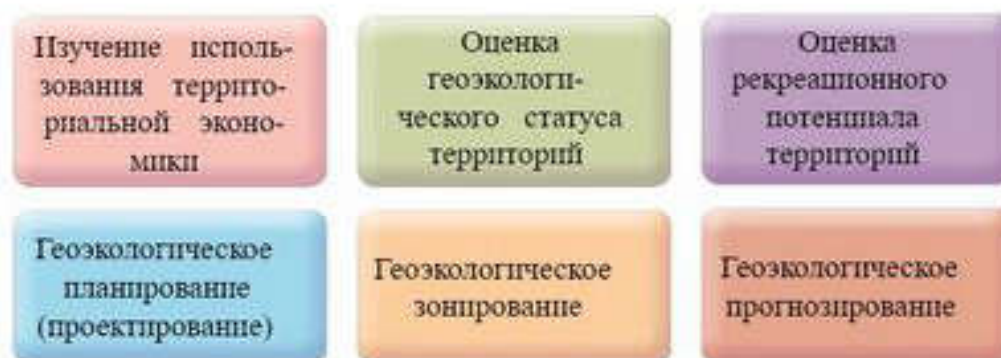 Изучение исполь-
зования террито-
риальной эконо-
мики
Оценка
геоэкологи-
ческого статуса
территорий
Оценка
рекреационного
потенциала
территорий
Геоэкологическое
планирование
(проектирование)
Геоэкологическое
зонирование
Геоэкологическое
прогнозирование